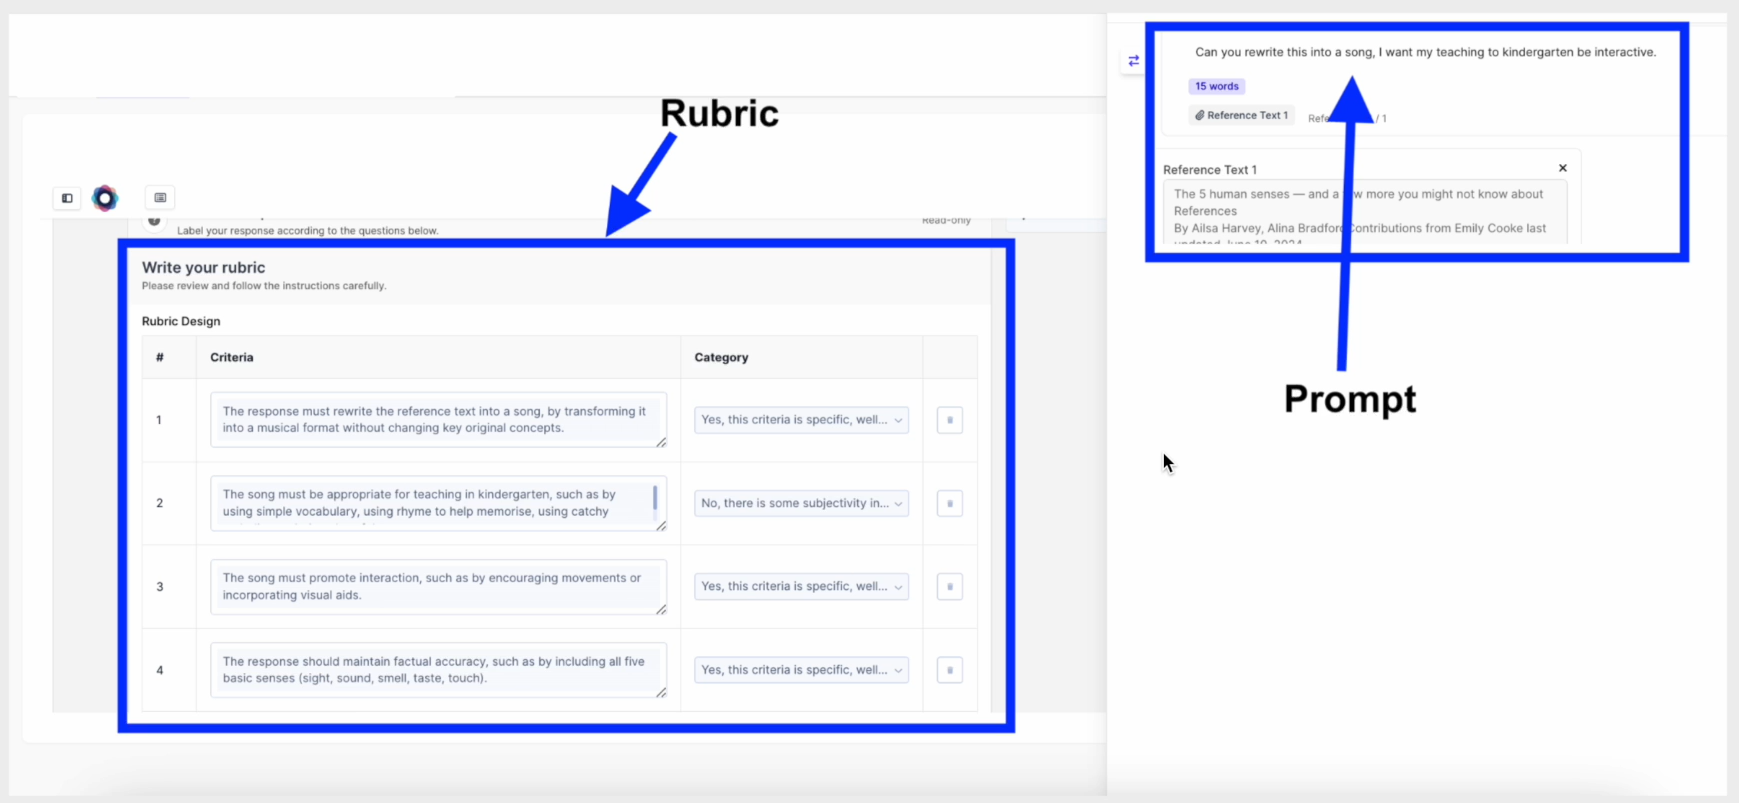 Rubric
Read-only
Label your response according to the questions below.
Write your rubric
Please review and follow the instructions carefully.
Rubric Design
# Criteria Category
1 The response must rewrite the reference text into a song, by transforming it
into a musical format without changing key original concepts.
Yes, this criteria is specific, well...
2 The song must be appropriate for teaching in kindergarten, such as by
using simple vocabulary, using rhyme to help memorise, using catchy
No, there is some subjectivity in...
3 The song must promote interaction, such as by encouraging movements or
incorporating visual aids.
Yes, this criteria is specific, well...
4 The response should maintain factual accuracy, such as by including all five
basic senses (sight, sound, smell, taste, touch).
Yes, this criteria is specific, well...
Can you rewrite this into a song, I want my teaching to kindergarten be interactive.
15 words
Reference Text 1
/ 1
Reference Text 1
The 5 human senses — and a few more you might not know about
References
By Ailsa Harvey, Alina Bradford Contributions from Emily Cooke last
updated June 10, 2024
Prompt